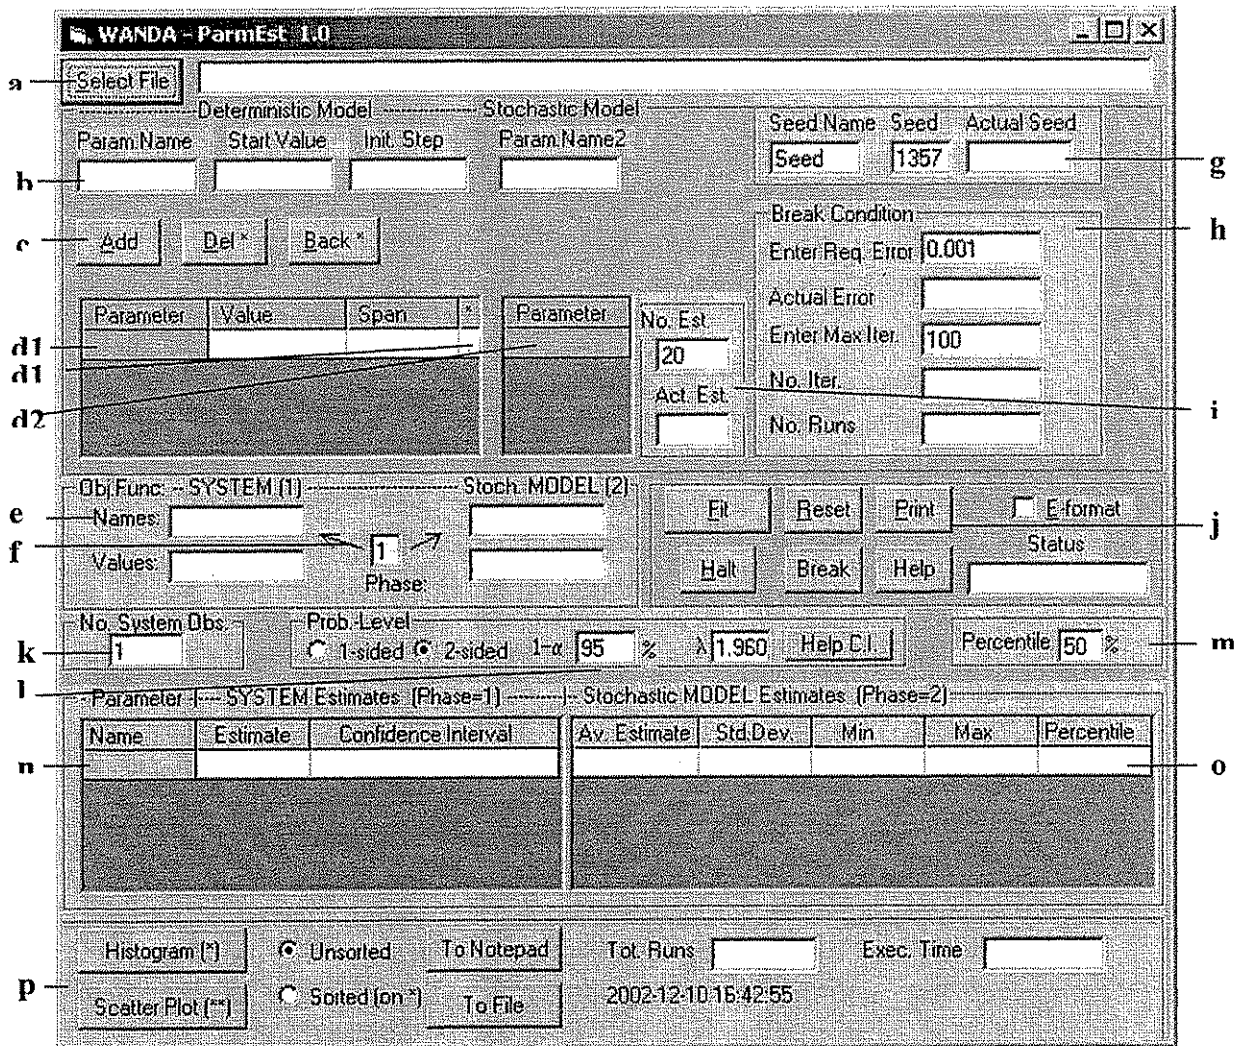 WANDA - ParmEst 1.0
a
Select File
Deterministic Model
Stochastic Model
Param.Name Start Value Init. Step Param.Name2
Seed Name Seed Actual Seed
Seed 1357
b
g
c
Add Del * Back *
Break Condition
h
Enter Req. Error 0.001
Actual Error
Enter Max Iter. 100
No. Iter.
No. Runs
Parameter Value Span *
Parameter
No. Est.
20
Act. Est.
d1
d1
d2
i
Obj.Func. -- SYSTEM (1)
Stoch. MODEL (2)
e
Names:
f
1
Values:
Phase:
Fit Reset Print E-format
j
Status
Halt Break Help
No. System Obs.
k
1
Prob.-Level
1-sided 2-sided 1-α 95 % λ 1.960 Help C.I.
Percentile 50 %
m
l
Parameter SYSTEM Estimates (Phase=1) Stochastic MODEL Estimates (Phase=2)
Name Estimate Confidence Interval Av. Estimate Std.Dev. Min Max Percentile
n
o
Histogram (*) Unsorted To Notepad Tot. Runs Exec. Time
p
Scatter Plot (**) Sorted (on *) To File 2002-12-10 16:42:55